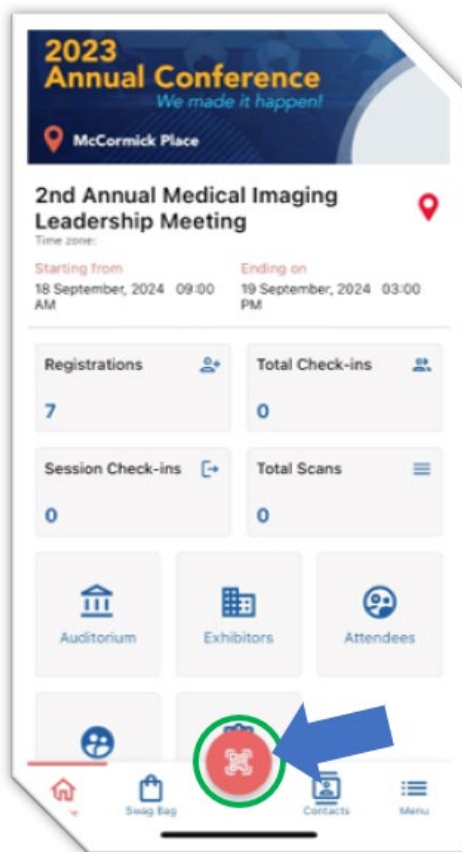 2023
Annual Conference
We made it happen!
McCormick Place
2nd Annual Medical Imaging
Leadership Meeting
Time zone:
Starting from
Ending on
18 September, 2024 09:00
AM
19 September, 2024 03:00
PM
Registrations
7
Total Check-ins
0
Session Check-ins
0
Total Scans
0
Auditorium
Exhibitors
Attendees
Swag Bag
Contacts
Menu